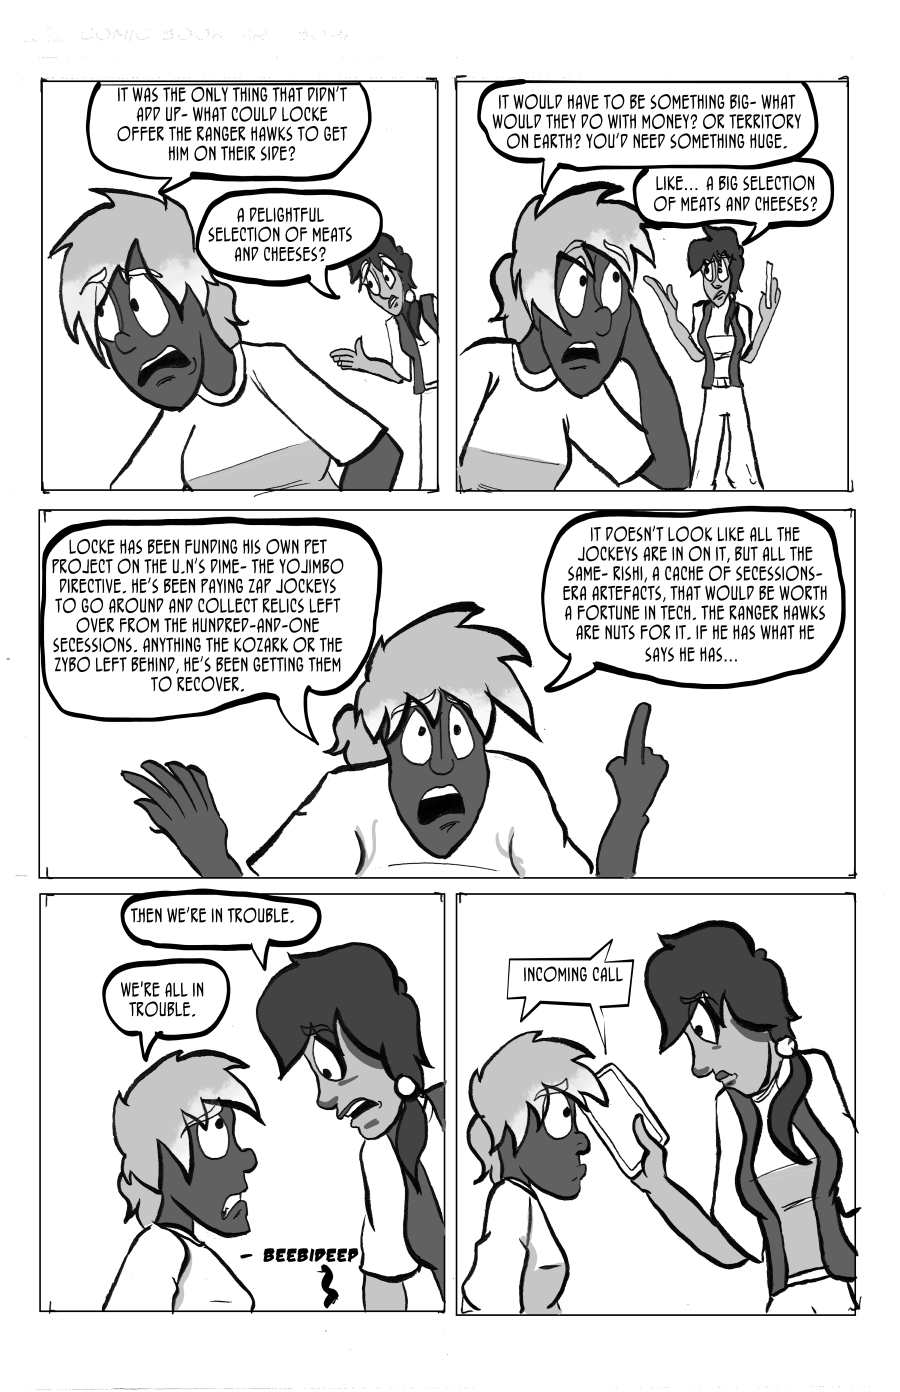 IT WAS THE ONLY THING THAT DIDN'T
ADD UP- WHAT COULD LOCKE
OFFER THE RANGER HAWKS TO GET
HIM ON THEIR SIDE?
A DELIGHTFUL
SELECTION OF MEATS
AND CHEESES?
IT WOULD HAVE TO BE SOMETHING BIG- WHAT
WOULD THEY DO WITH MONEY? OR TERRITORY
ON EARTH? YOU'D NEED SOMETHING HUGE.
LIKE... A BIG SELECTION
OF MEATS AND CHEESES?
LOCKE HAS BEEN FUNDING HIS OWN PET
PROJECT ON THE U.N'S DIME- THE YOJIMBO
DIRECTIVE. HE'S BEEN PAYING ZAP JOCKEYS
TO GO AROUND AND COLLECT RELICS LEFT
OVER FROM THE HUNDRED-AND-ONE
SECESSIONS. ANYTHING THE KOZARK OR THE
ZYBO LEFT BEHIND, HE'S BEEN GETTING THEM
TO RECOVER.
IT DOESN'T LOOK LIKE ALL THE
JOCKEYS ARE IN ON IT, BUT ALL THE
SAME- RISHI, A CACHE OF SECESSIONS-
ERA ARTEFACTS, THAT WOULD BE WORTH
A FORTUNE IN TECH. THE RANGER HAWKS
ARE NUTS FOR IT. IF HE HAS WHAT HE
SAYS HE HAS...
THEN WE'RE IN TROUBLE.
WE'RE ALL IN
TROUBLE.
- BEEBIDEEP
INCOMING CALL